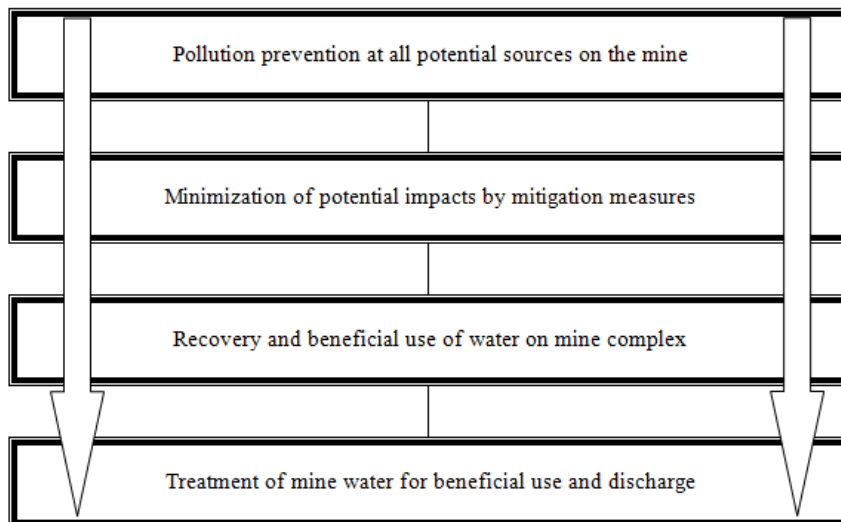 Pollution prevention at all potential sources on the mine
Minimization of potential impacts by mitigation measures
Recovery and beneficial use of water on mine complex
Treatment of mine water for beneficial use and discharge